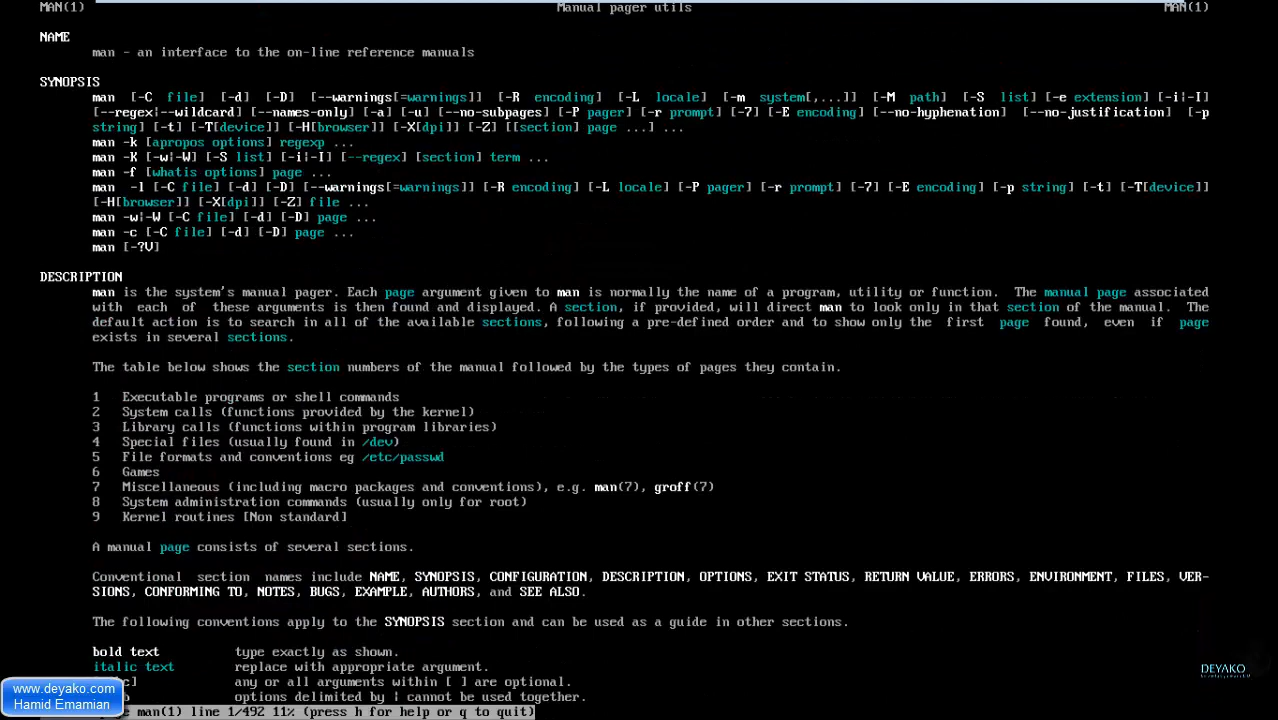 MAN(1) Manual pager utils MAN(1)
NAME
man - an interface to the on-line reference manuals
SYNOPSIS
man [-C file] [-d] [-D] [--warnings[=warnings]] [-R encoding] [-L locale] [-m system[,...]] [-M path] [-S list] [-e extension] [-i|-I]
[--regex|--wildcard] [--names-only] [-a] [-u] [--no-subpages] [-P pager] [-r prompt] [-7] [-E encoding] [--no-hyphenation] [--no-justification] [-p
string] [-t] [-T[device]] [-H[browser]] [-X[dpi]] [-Z] [[section] page ...] ...
man -k [apropos options] regexp ...
man -K [-w|-W] [-S list] [-i|-I] [--regex] [section] term ...
man -f [whatis options] page ...
man -l [-C file] [-d] [-D] [--warnings[=warnings]] [-R encoding] [-L locale] [-P pager] [-r prompt] [-7] [-E encoding] [-p string] [-t] [-T[device]]
[-H[browser]] [-X[dpi]] [-Z] file ...
man -w|-W [-C file] [-d] [-D] page ...
man -c [-C file] [-d] [-D] page ...
man [-?V]
DESCRIPTION
man is the system's manual pager. Each page argument given to man is normally the name of a program, utility or function. The manual page associated
with each of these arguments is then found and displayed. A section, if provided, will direct man to look only in that section of the manual. The
default action is to search in all of the available sections, following a pre-defined order and to show only the first page found, even if page
exists in several sections.
The table below shows the section numbers of the manual followed by the types of pages they contain.
1 Executable programs or shell commands
2 System calls (functions provided by the kernel)
3 Library calls (functions within program libraries)
4 Special files (usually found in /dev)
5 File formats and conventions eg /etc/passwd
6 Games
7 Miscellaneous (including macro packages and conventions), e.g. man(7), groff(7)
8 System administration commands (usually only for root)
9 Kernel routines [Non standard]
A manual page consists of several sections.
Conventional section names include NAME, SYNOPSIS, CONFIGURATION, DESCRIPTION, OPTIONS, EXIT STATUS, RETURN VALUE, ERRORS, ENVIRONMENT, FILES, VER-
SIONS, CONFORMING TO, NOTES, BUGS, EXAMPLE, AUTHORS, and SEE ALSO.
The following conventions apply to the SYNOPSIS section and can be used as a guide in other sections.
bold text type exactly as shown.
italic text replace with appropriate argument.
any or all arguments within [ ] are optional.
options delimited by | cannot be used together.
man(1) line 1/492 11% (press h for help or q to quit)
www.deyako.com
Hamid Emamian
DEYAKO